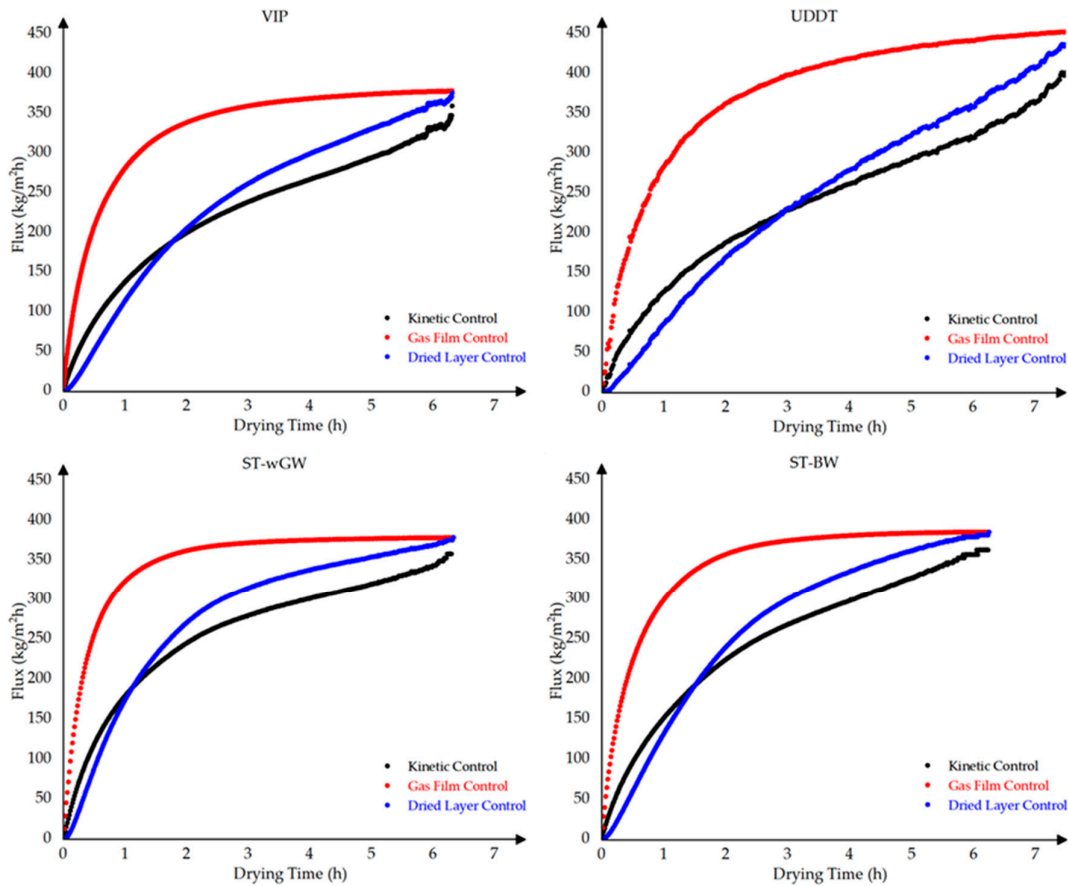 VIP
450
400
350
300
250
200
150
100
50
0
Flux (kg/m²h)
Kinetic Control
Gas Film Control
Dried Layer Control
0 1 2 3 4 5 6 7
Drying Time (h)
UDDT
450
400
350
300
250
200
150
100
50
0
Flux (kg/m²h)
Kinetic Control
Gas Film Control
Dried Layer Control
0 1 2 3 4 5 6 7
Drying Time (h)
ST-wGW
450
400
350
300
250
200
150
100
50
0
Flux (kg/m²h)
Kinetic Control
Gas Film Control
Dried Layer Control
0 1 2 3 4 5 6 7
Drying Time (h)
ST-BW
450
400
350
300
250
200
150
100
50
0
Flux (kg/m²h)
Kinetic Control
Gas Film Control
Dried Layer Control
0 1 2 3 4 5 6 7
Drying Time (h)